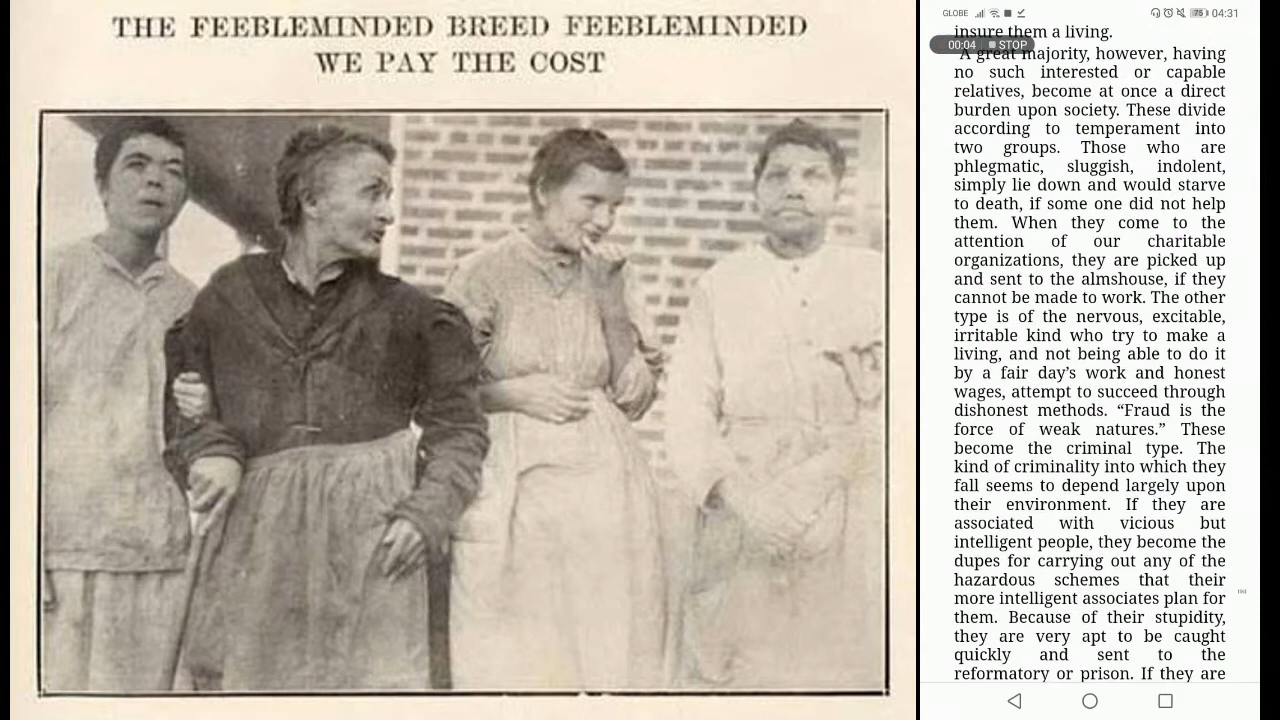 THE FEEBLEMINDED BREED FEEBLEMINDED
WE PAY THE COST
GLOBE
75
04:31
insure them a living.
00:04 STOP
A great majority, however, having
no such interested or capable
relatives, become at once a direct
burden upon society. These divide
according to temperament into
two groups. Those who are
phlegmatic, sluggish, indolent,
simply lie down and would starve
to death, if some one did not help
them. When they come to the
attention of our charitable
organizations, they are picked up
and sent to the almshouse, if they
cannot be made to work. The other
type is of the nervous, excitable,
irritable kind who try to make a
living, and not being able to do it
by a fair day’s work and honest
wages, attempt to succeed through
dishonest methods. “Fraud is the
force of weak natures.” These
become the criminal type. The
kind of criminality into which they
fall seems to depend largely upon
their environment. If they are
associated with vicious but
intelligent people, they become the
dupes for carrying out any of the
hazardous schemes that their
more intelligent associates plan for
them. Because of their stupidity,
they are very apt to be caught
quickly and sent to the
reformatory or prison. If they are